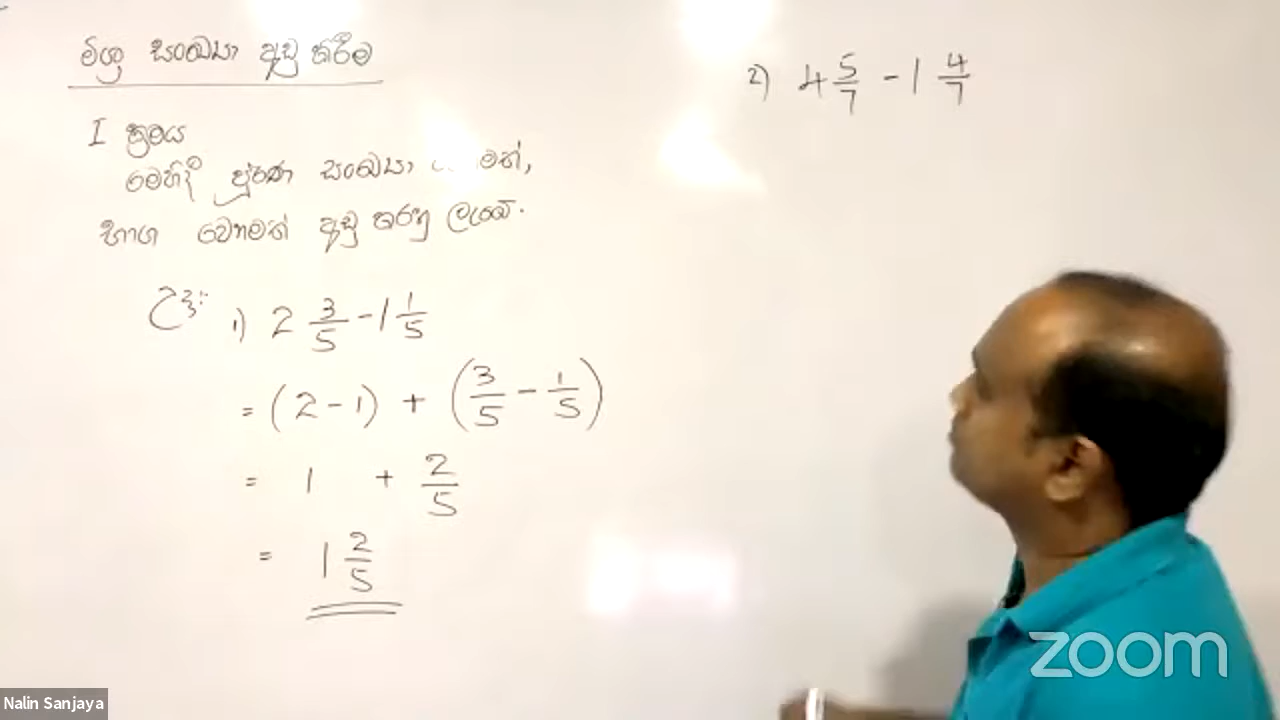 මිශ්‍ර සංඛ්‍යා අඩු කිරීම
I ක්‍රමය
මෙහිදී පූර්ණ සංඛ්‍යා
භාග වෙනමත් අඩු කරනු ලැබේ.
උදා:
1) 2 3/5 - 1 1/5
= (2 - 1) + (3/5 - 1/5)
= 1 + 2/5
= 1 2/5
2) 4 5/7 - 1 4/7
zoom
Nalin Sanjaya